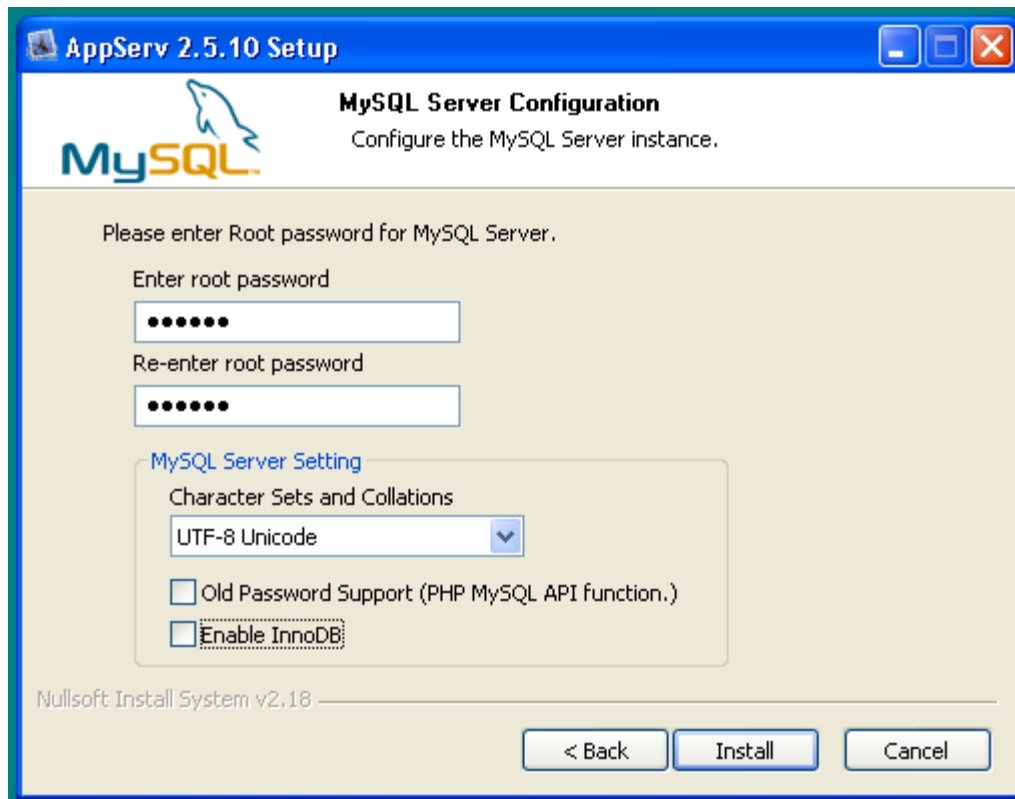 AppServ 2.5.10 Setup
MySQL™
MySQL Server Configuration
Configure the MySQL Server instance.
Please enter Root password for MySQL Server.
Enter root password
••••••
Re-enter root password
••••••
MySQL Server Setting
Character Sets and Collations
UTF-8 Unicode
Old Password Support (PHP MySQL API function.)
Enable InnoDB
Nullsoft Install System v2.18
< Back Install Cancel